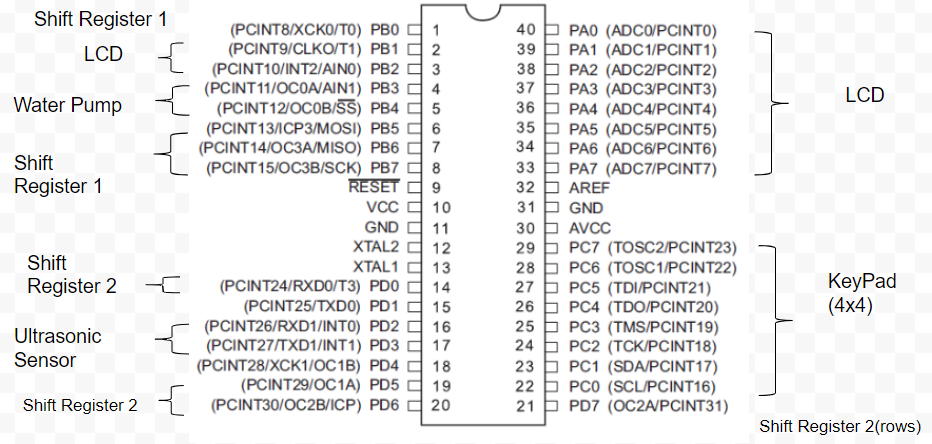 Shift Register 1
(PCINT8/XCK0/T0) PB0 1 40 PA0 (ADC0/PCINT0)
(PCINT9/CLKO/T1) PB1 2 39 PA1 (ADC1/PCINT1)
LCD
(PCINT10/INT2/AIN0) PB2 3 38 PA2 (ADC2/PCINT2)
(PCINT11/OC0A/AIN1) PB3 4 37 PA3 (ADC3/PCINT3)
LCD
Water Pump
(PCINT12/OC0B/SS) PB4 5 36 PA4 (ADC4/PCINT4)
(PCINT13/ICP3/MOSI) PB5 6 35 PA5 (ADC5/PCINT5)
(PCINT14/OC3A/MISO) PB6 7 34 PA6 (ADC6/PCINT6)
Shift
Register 1
(PCINT15/OC3B/SCK) PB7 8 33 PA7 (ADC7/PCINT7)
RESET 9 32 AREF
VCC 10 31 GND
GND 11 30 AVCC
XTAL2 12 29 PC7 (TOSC2/PCINT23)
Shift
Register 2
XTAL1 13 28 PC6 (TOSC1/PCINT22)
(PCINT24/RXD0/T3) PD0 14 27 PC5 (TDI/PCINT21)
KeyPad
(4x4)
(PCINT25/TXD0) PD1 15 26 PC4 (TDO/PCINT20)
(PCINT26/RXD1/INT0) PD2 16 25 PC3 (TMS/PCINT19)
Ultrasonic
Sensor
(PCINT27/TXD1/INT1) PD3 17 24 PC2 (TCK/PCINT18)
(PCINT28/XCK1/OC1B) PD4 18 23 PC1 (SDA/PCINT17)
(PCINT29/OC1A) PD5 19 22 PC0 (SCL/PCINT16)
Shift Register 2
(PCINT30/OC2B/ICP) PD6 20 21 PD7 (OC2A/PCINT31)
Shift Register 2(rows)